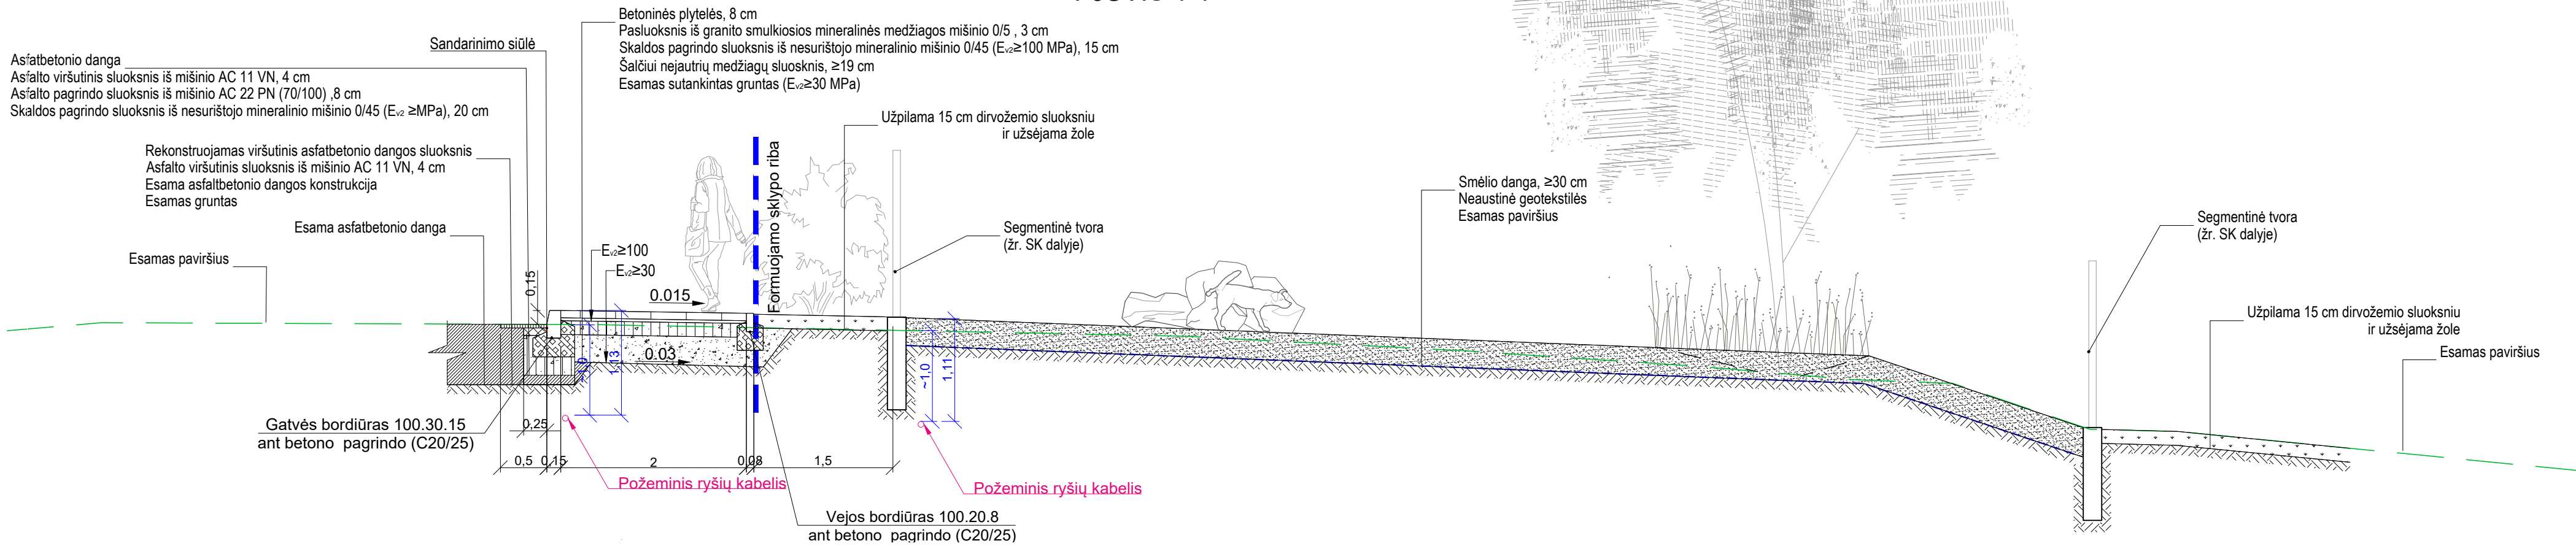 Betoninės plytelės, 8 cm
Pasluoksnis iš granito smulkiosios mineralinės medžiagos mišinio 0/5 , 3 cm
Skaldos pagrindo sluoksnis iš nesurištojo mineralinio mišinio 0/45 (Ev2≥100 MPa), 15 cm
Šalčiui nejautrių medžiagų sluosknis, ≥19 cm
Esamas sutankintas gruntas (Ev2≥30 MPa)
Sandarinimo siūlė
Asfatbetonio danga
Asfalto viršutinis sluoksnis iš mišinio AC 11 VN, 4 cm
Asfalto pagrindo sluoksnis iš mišinio AC 22 PN (70/100) ,8 cm
Skaldos pagrindo sluoksnis iš nesurištojo mineralinio mišinio 0/45 (Ev2 ≥MPa), 20 cm
Rekonstruojamas viršutinis asfatbetonio dangos sluoksnis
Asfalto viršutinis sluoksnis iš mišinio AC 11 VN, 4 cm
Esama asfaltbetonio dangos konstrukcija
Esamas gruntas
Esama asfatbetonio danga
Esamas paviršius
Užpilama 15 cm dirvožemio sluoksniu
ir užsėjama žole
Formuojamo sklypo riba
Segmentinė tvora
(žr. SK dalyje)
Smėlio danga, ≥30 cm
Neaustinė geotekstilės
Esamas paviršius
Segmentinė tvora
(žr. SK dalyje)
Užpilama 15 cm dirvožemio sluoksniu
ir užsėjama žole
Esamas paviršius
Ev2≥100
Ev2≥30
0,15
0.015
0.03
~1,0
1,13
~1,0
1,11
Gatvės bordiūras 100.30.15
ant betono pagrindo (C20/25)
0,25
0,5
0,15
2
0,08
1,5
Požeminis ryšių kabelis
Požeminis ryšių kabelis
Vejos bordiūras 100.20.8
ant betono pagrindo (C20/25)